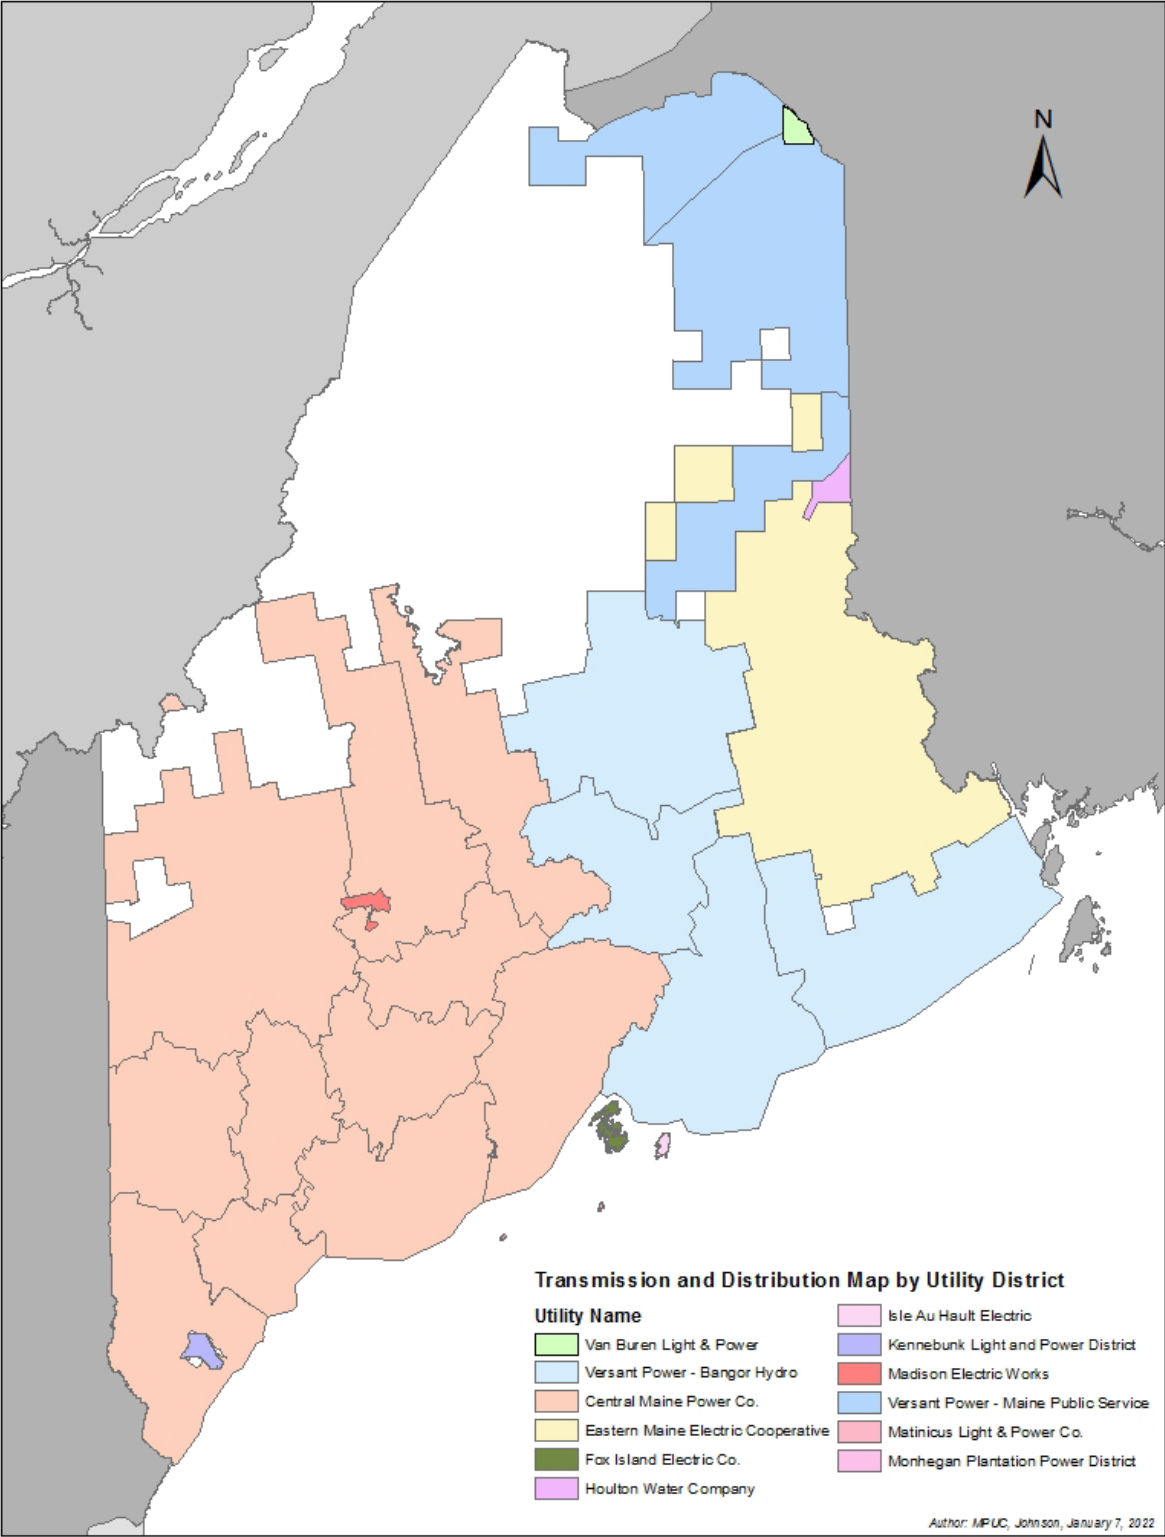 N
Transmission and Distribution Map by Utility District
Utility Name
Van Buren Light & Power
Versant Power - Bangor Hydro
Central Maine Power Co.
Eastern Maine Electric Cooperative
Fox Island Electric Co.
Houlton Water Company
Isle Au Hault Electric
Kennebunk Light and Power District
Madison Electric Works
Versant Power - Maine Public Service
Matinicus Light & Power Co.
Monhegan Plantation Power District
Author: MPUC, Johnson, January 7, 2022